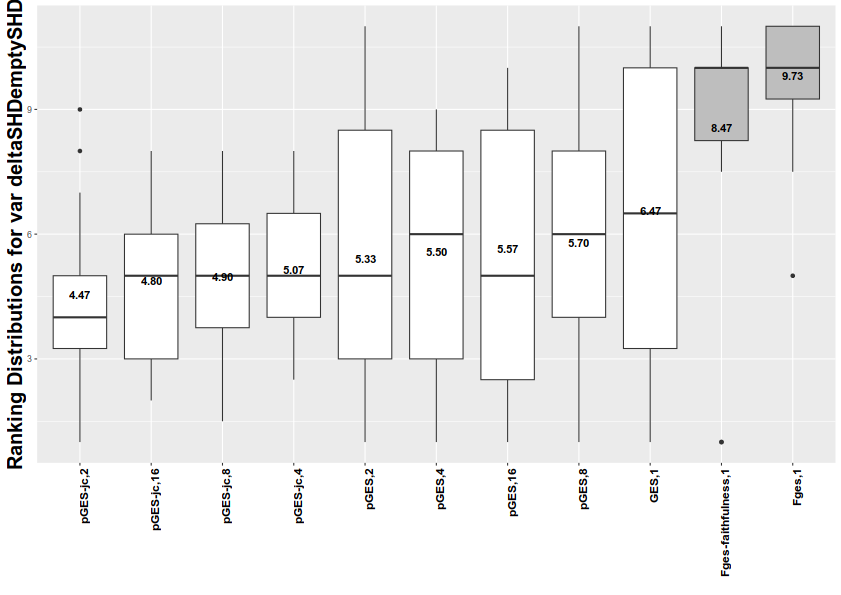 Ranking Distributions for var deltaSHDemptySHD
9
6
3
4.47
4.80
4.90
5.07
5.33
5.50
5.57
5.70
6.47
8.47
9.73
pGES-jc,2
pGES-jc,16
pGES-jc,8
pGES-jc,4
pGES,2
pGES,4
pGES,16
pGES,8
GES,1
Fges-faithfulness,1
Fges,1